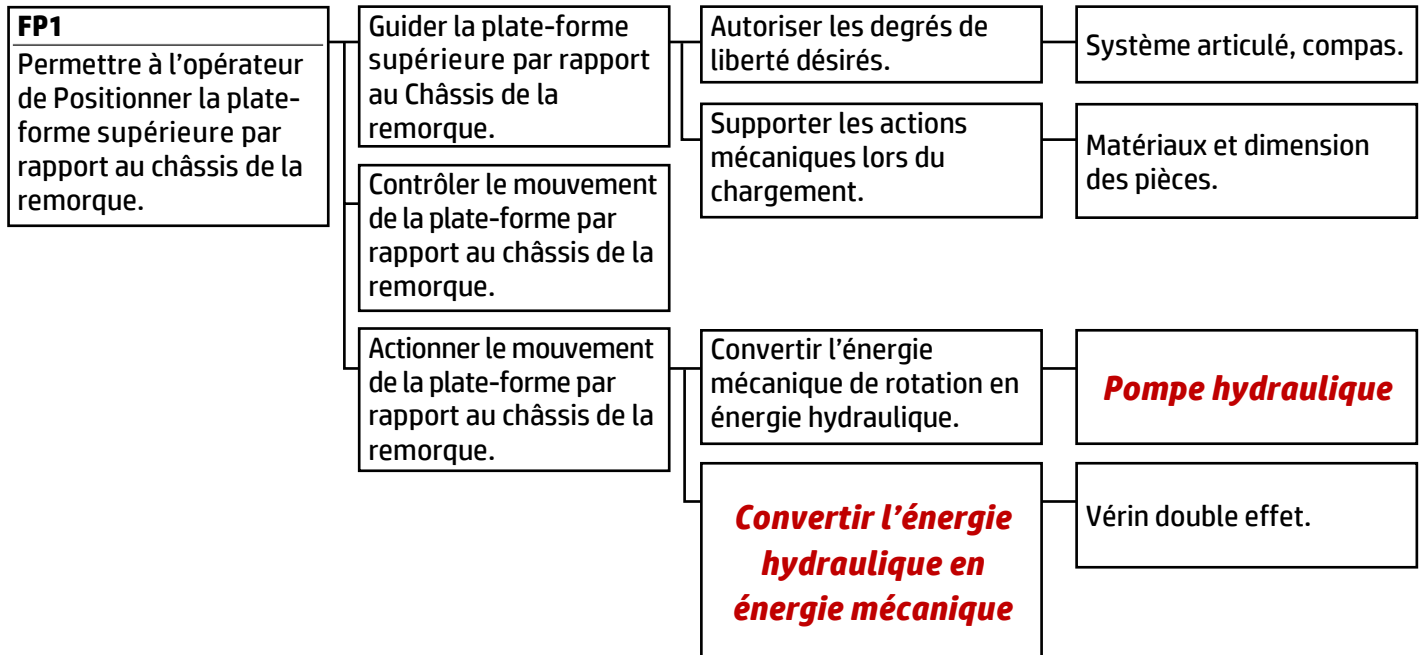 FP1
Permettre à l’opérateur
de Positionner la plate-
forme supérieure par
rapport au châssis de la
remorque.
Guider la plate-forme
supérieure par rapport
au Châssis de la
remorque.
Autoriser les degrés de
liberté désirés.
Système articulé, compas.
Supporter les actions
mécaniques lors du
chargement.
Matériaux et dimension
des pièces.
Contrôler le mouvement
de la plate-forme par
rapport au châssis de la
remorque.
Actionner le mouvement
de la plate-forme par
rapport au châssis de la
remorque.
Convertir l’énergie
mécanique de rotation en
énergie hydraulique.
Pompe hydraulique
Convertir l’énergie
hydraulique en
énergie mécanique
Vérin double effet.